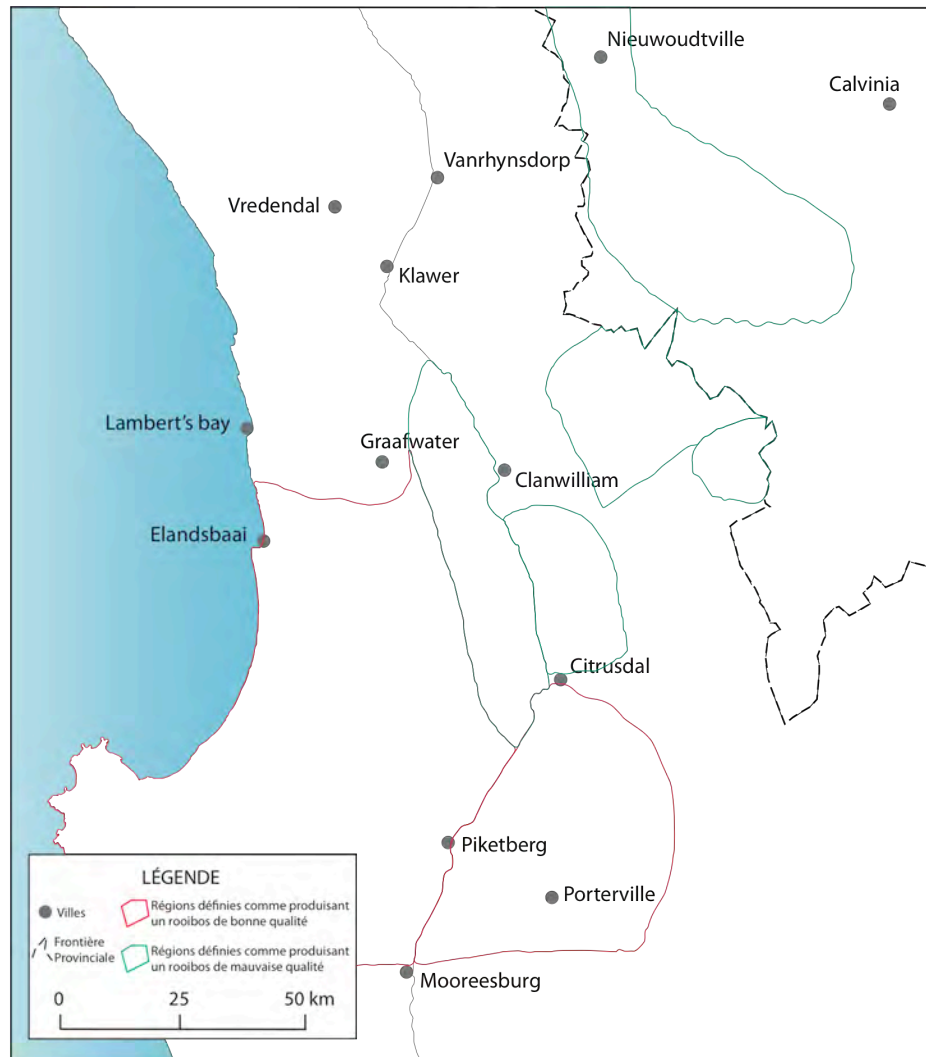 Nieuwoudtville
Calvinia
Vanrhynsdorp
Vredendal
Klawer
Lambert's bay
Graafwater
Clanwilliam
Elandsbaai
Citrusdal
Piketberg
Porterville
Mooreesburg
LÉGENDE
Villes
Régions définies comme produisant
un rooibos de bonne qualité
Frontière
Provinciale
Régions définies comme produisant
un rooibos de mauvaise qualité
0 25 50 km